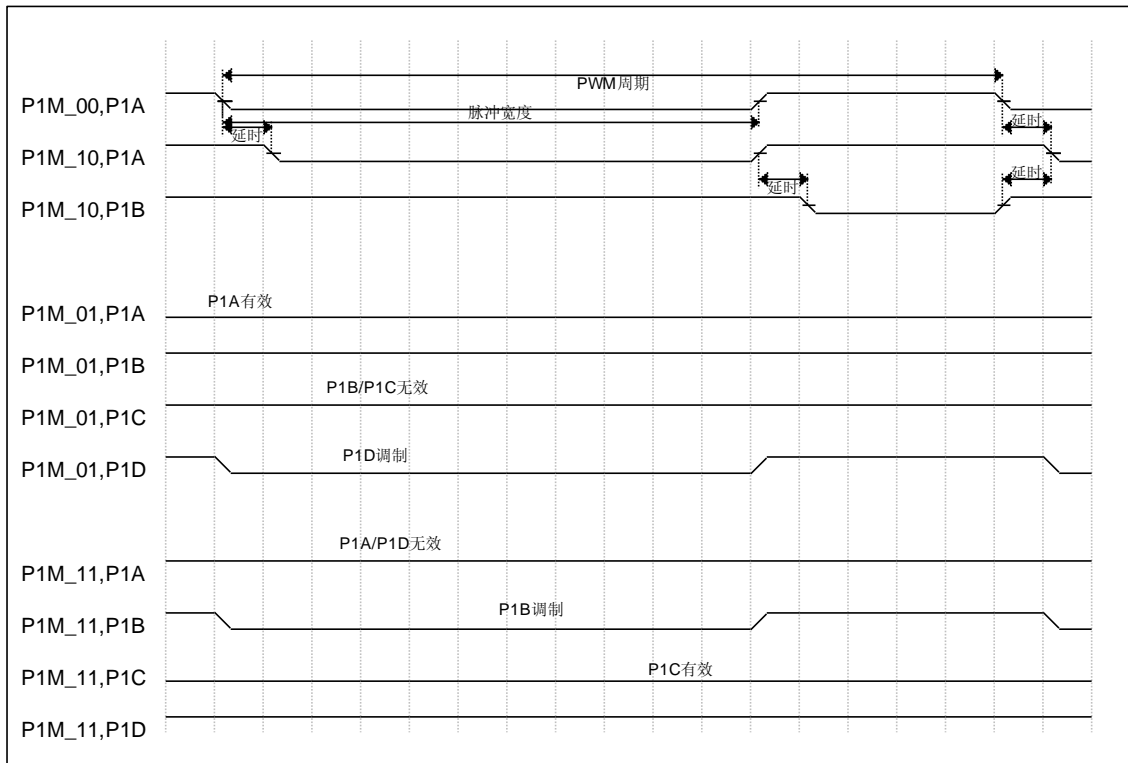 PWM周期
P1M_00,P1A
脉冲宽度
延时
延时
P1M_10,P1A
延时
延时
P1M_10,P1B
P1A有效
P1M_01,P1A
P1M_01,P1B
P1B/P1C无效
P1M_01,P1C
P1D调制
P1M_01,P1D
P1A/P1D无效
P1M_11,P1A
P1B调制
P1M_11,P1B
P1C有效
P1M_11,P1C
P1M_11,P1D